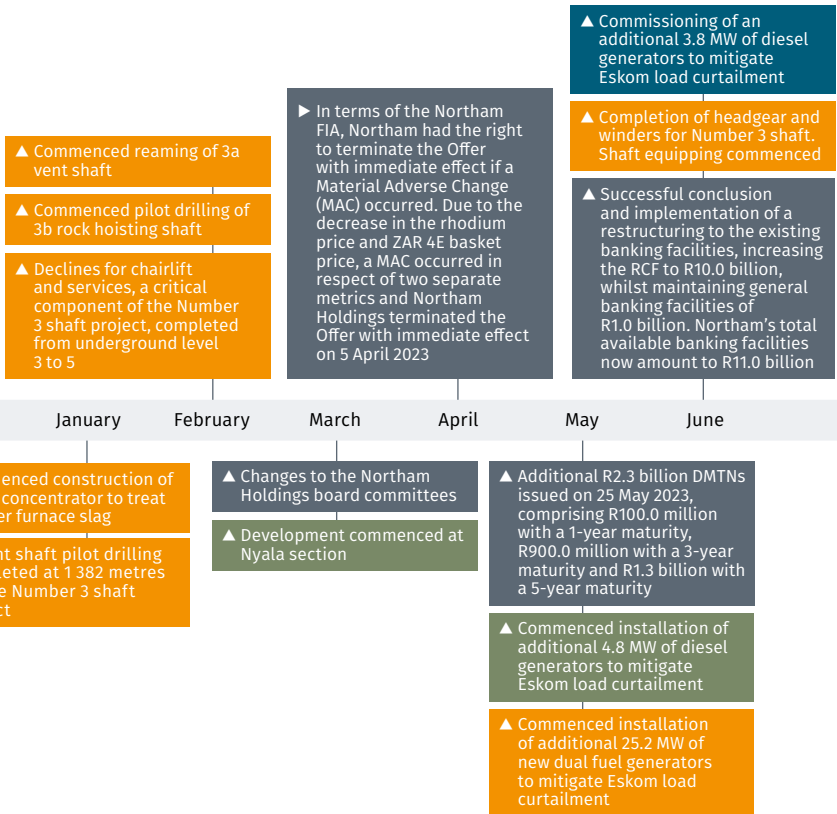 ▲ Commenced reaming of 3a
vent shaft
▲ Commenced pilot drilling of
3b rock hoisting shaft
▲ Declines for chairlift
and services, a critical
component of the Number
3 shaft project, completed
from underground level
3 to 5
▶ In terms of the Northam
FIA, Northam had the right
to terminate the Offer
with immediate effect if a
Material Adverse Change
(MAC) occurred. Due to the
decrease in the rhodium
price and ZAR 4E basket
price, a MAC occurred in
respect of two separate
metrics and Northam
Holdings terminated the
Offer with immediate effect
on 5 April 2023
▲ Commissioning of an
additional 3.8 MW of diesel
generators to mitigate
Eskom load curtailment
▲ Completion of headgear and
winders for Number 3 shaft.
Shaft equipping commenced
▲ Successful conclusion
and implementation of a
restructuring to the existing
banking facilities, increasing
the RCF to R10.0 billion,
whilst maintaining general
banking facilities of
R1.0 billion. Northam's total
available banking facilities
now amount to R11.0 billion
January February March April May June
construction of
concentrator to treat
furnace slag
shaft pilot drilling
at 1 382 metres
Number 3 shaft
▲ Changes to the Northam
Holdings board committees
▲ Development commenced at
Nyala section
▲ Additional R2.3 billion DMTNs
issued on 25 May 2023,
comprising R100.0 million
with a 1-year maturity,
R900.0 million with a 3-year
maturity and R1.3 billion with
a 5-year maturity
▲ Commenced installation of
additional 4.8 MW of diesel
generators to mitigate
Eskom load curtailment
▲ Commenced installation
of additional 25.2 MW of
new dual fuel generators
to mitigate Eskom load
curtailment